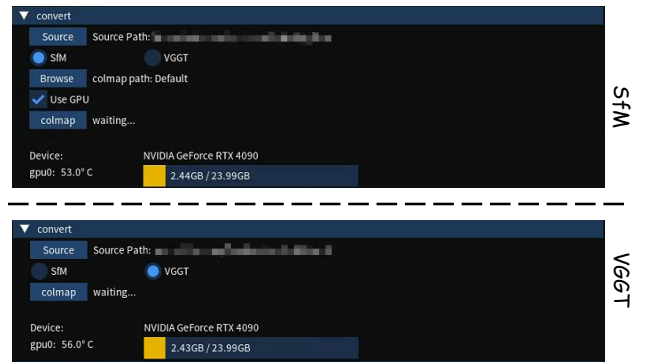 convert
Source Source Path:
SfM VGGT
Browse colmap path: Default
Use GPU
colmap waiting...
Device: NVIDIA GeForce RTX 4090
gpu0: 53.0° C 2.44GB / 23.99GB
SfM
convert
Source Source Path:
SfM VGGT
colmap waiting...
Device: NVIDIA GeForce RTX 4090
gpu0: 56.0° C 2.43GB / 23.99GB
VGGT